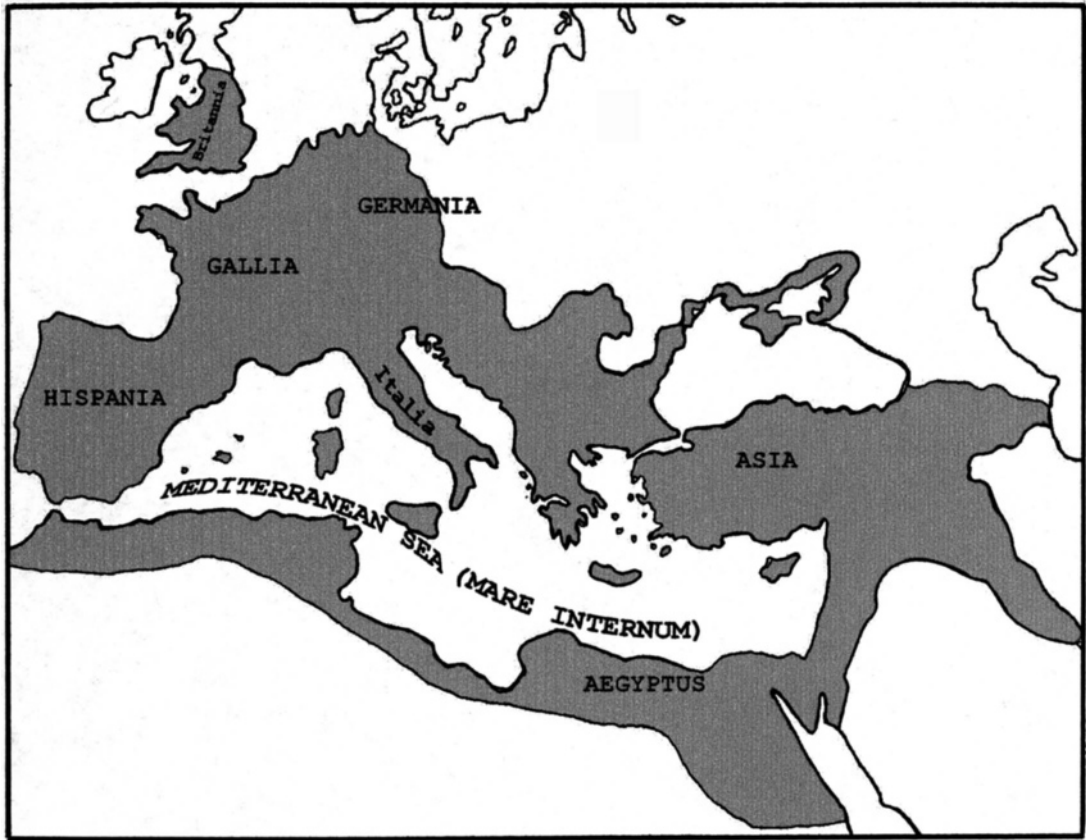 Britannia
GERMANIA
GALLIA
HISPANIA
Italia
ASIA
MEDITERRANEAN SEA (MARE INTERNUM)
AEGYPTUS